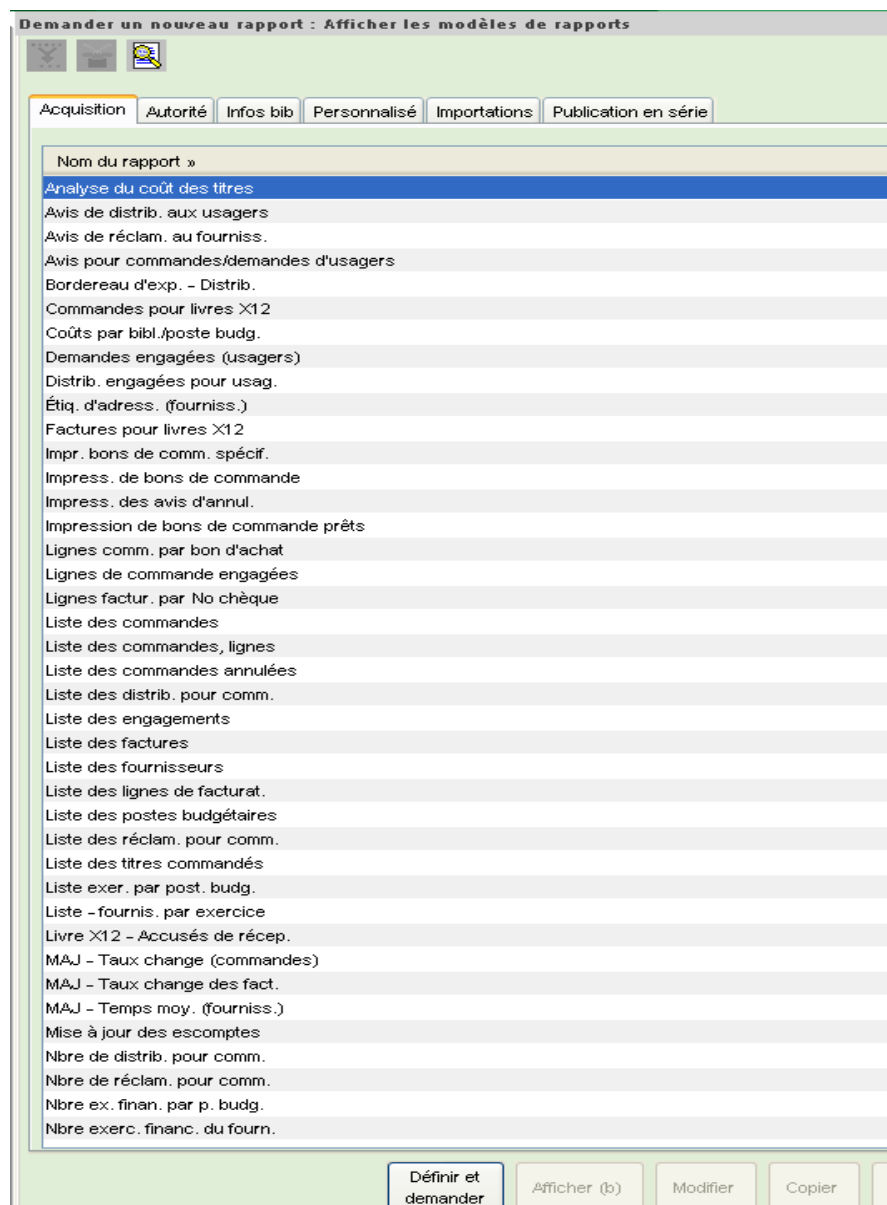 Demander un nouveau rapport : Afficher les modèles de rapports
Acquisition Autorité Infos bib Personnalisé Importations Publication en série
Nom du rapport »
Analyse du coût des titres
Avis de distrib. aux usagers
Avis de réclam. au fourniss.
Avis pour commandes/demandes d'usagers
Bordereau d'exp. - Distrib.
Commandes pour livres X12
Coûts par bibl./poste budg.
Demandes engagées (usagers)
Distrib. engagées pour usag.
Étiq. d'adress. (fourniss.)
Factures pour livres X12
Impr. bons de comm. spécif.
Impress. de bons de commande
Impress. des avis d'annul.
Impression de bons de commande prêts
Lignes comm. par bon d'achat
Lignes de commande engagées
Lignes factur. par No chèque
Liste des commandes
Liste des commandes, lignes
Liste des commandes annulées
Liste des distrib. pour comm.
Liste des engagements
Liste des factures
Liste des fournisseurs
Liste des lignes de facturat.
Liste des postes budgétaires
Liste des réclam. pour comm.
Liste des titres commandés
Liste exer. par post. budg.
Liste - fournis. par exercice
Livre X12 - Accusés de récep.
MAJ - Taux change (commandes)
MAJ - Taux change des fact.
MAJ - Temps moy. (fourniss.)
Mise à jour des escomptes
Nbre de distrib. pour comm.
Nbre de réclam. pour comm.
Nbre ex. finan. par p. budg.
Nbre exerc. financ. du fourn.
Définir et
demander Afficher (b) Modifier Copier